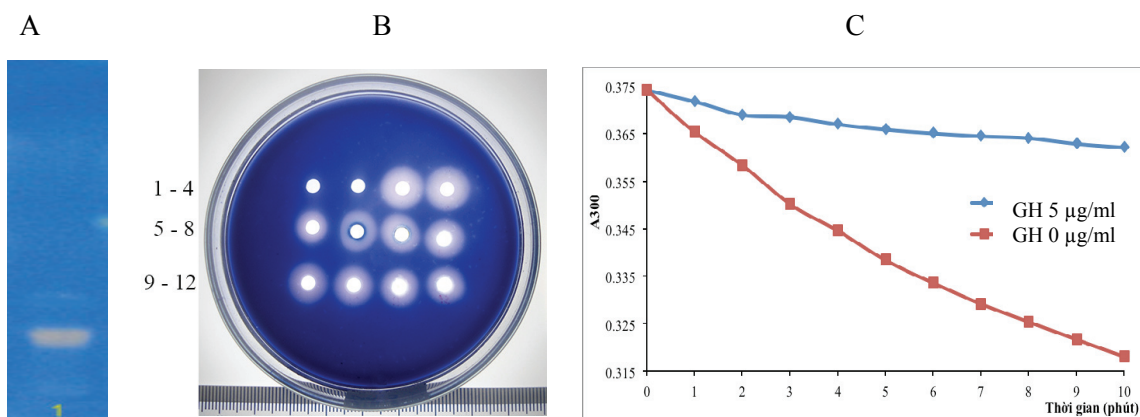 A
B
C
1
1 - 4
5 - 8
9 - 12
0.375
0.365
0.355
0.345
0.335
0.325
0.315
A300
GH 5 µg/ml
GH 0 µg/ml
0 1 2 3 4 5 6 7 8 9 10
Thời gian (phút)